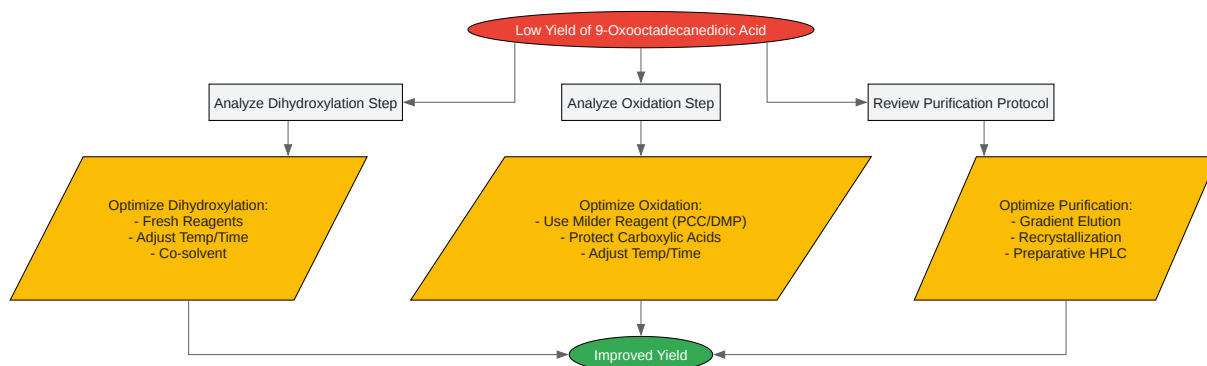 Low Yield of 9-Oxooctadecanedioic Acid
Analyze Dihydroxylation Step
Analyze Oxidation Step
Review Purification Protocol
Optimize Dihydroxylation:
- Fresh Reagents
- Adjust Temp/Time
- Co-solvent
Optimize Oxidation:
- Use Milder Reagent (PCC/DMP)
- Protect Carboxylic Acids
- Adjust Temp/Time
Optimize Purification:
- Gradient Elution
- Recrystallization
- Preparative HPLC
Improved Yield